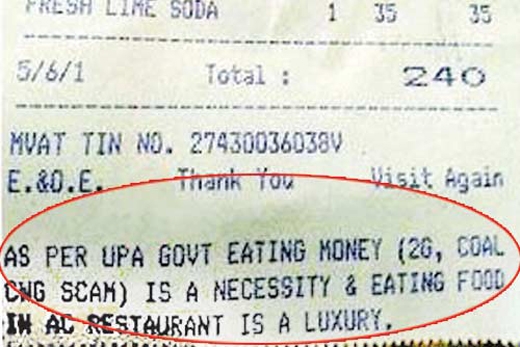 FRESH LIME SODA 1 35 35
5/6/1 Total : 240
MVAT TIN NO. 27430036038V
E.&O.E. Thank You Visit Again
AS PER UPA GOVT EATING MONEY (2G, COAL
CWG SCAM) IS A NECESSITY & EATING FOOD
IN AC RESTAURANT IS A LUXURY.